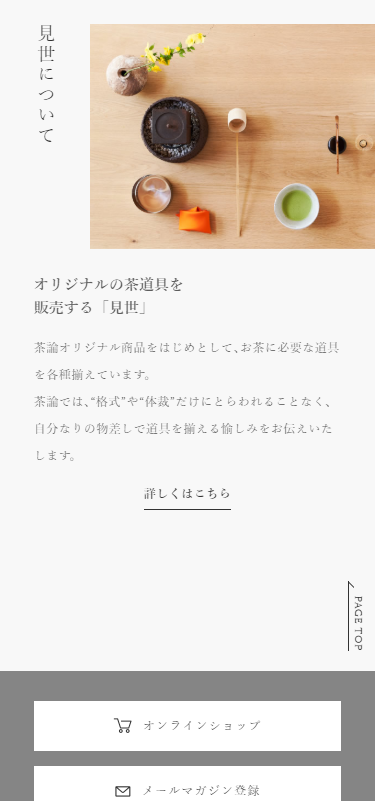 見世について
オリジナルの茶道具を
販売する「見世」
茶論オリジナル商品をはじめとして、お茶に必要な道具
を各種揃えています。
茶論では、“格式”や“体裁”だけにとらわれることなく、
自分なりの物差しで道具を揃える愉しみをお伝えいた
します。
詳しくはこちら
PAGE TOP
オンラインショップ
メールマガジン登録